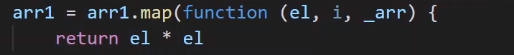 arr1 = arr1.map(function (el, i, _arr) {
return el * el